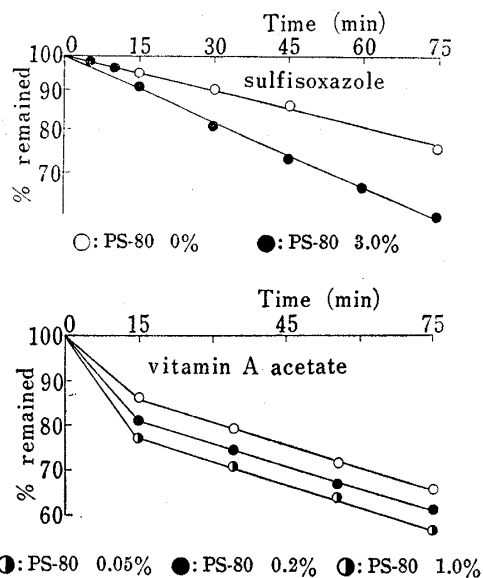 Time (min)
0 15 30 45 60 75
100
90
80
70
% remained
sulfisoxazole
○: PS-80 0% ●: PS-80 3.0%
Time (min)
0 15 45 75
100
90
80
70
60
% remained
vitamin A acetate
◑: PS-80 0.05% ●: PS-80 0.2% ◑: PS-80 1.0%